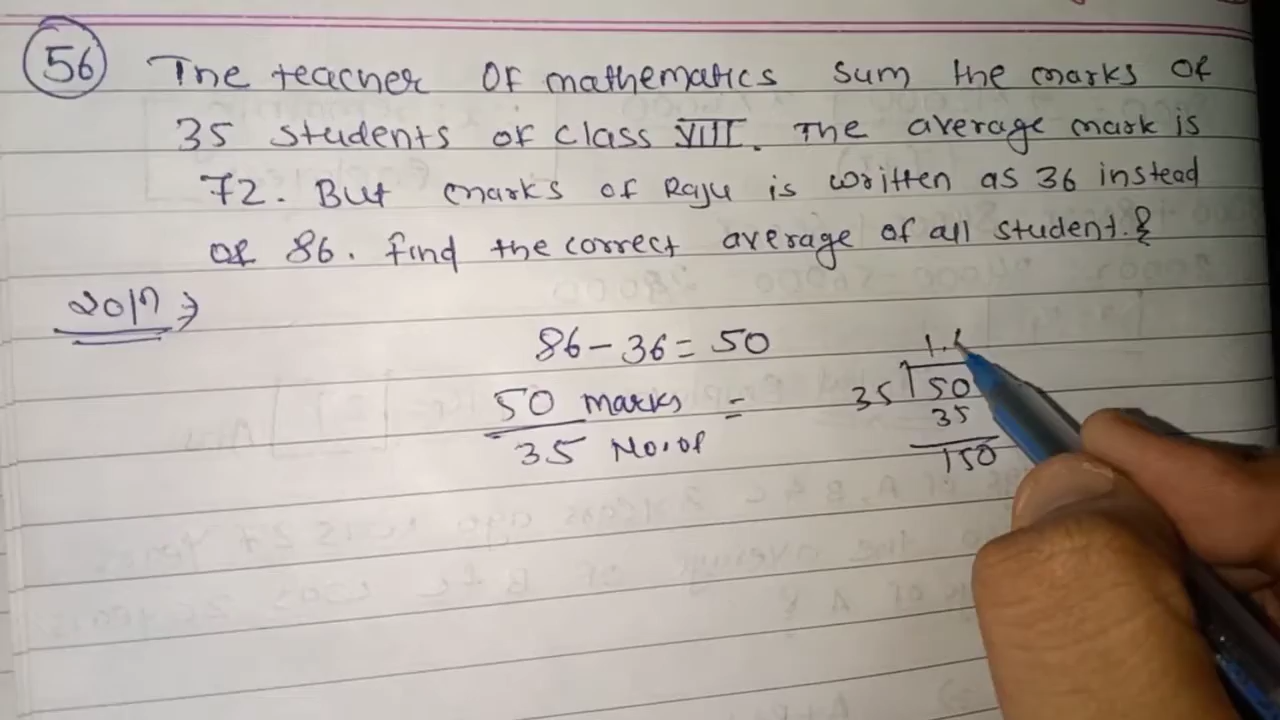 56 The teacher Of mathematics sum the marks Of
35 students of class VIII. The average mark is
72. But marks of Raju is written as 36 instead
of 86. find the correct average of all student.?
2017
86 - 36 = 50
50 marks =
35 No. of
1.
35 50
35
150